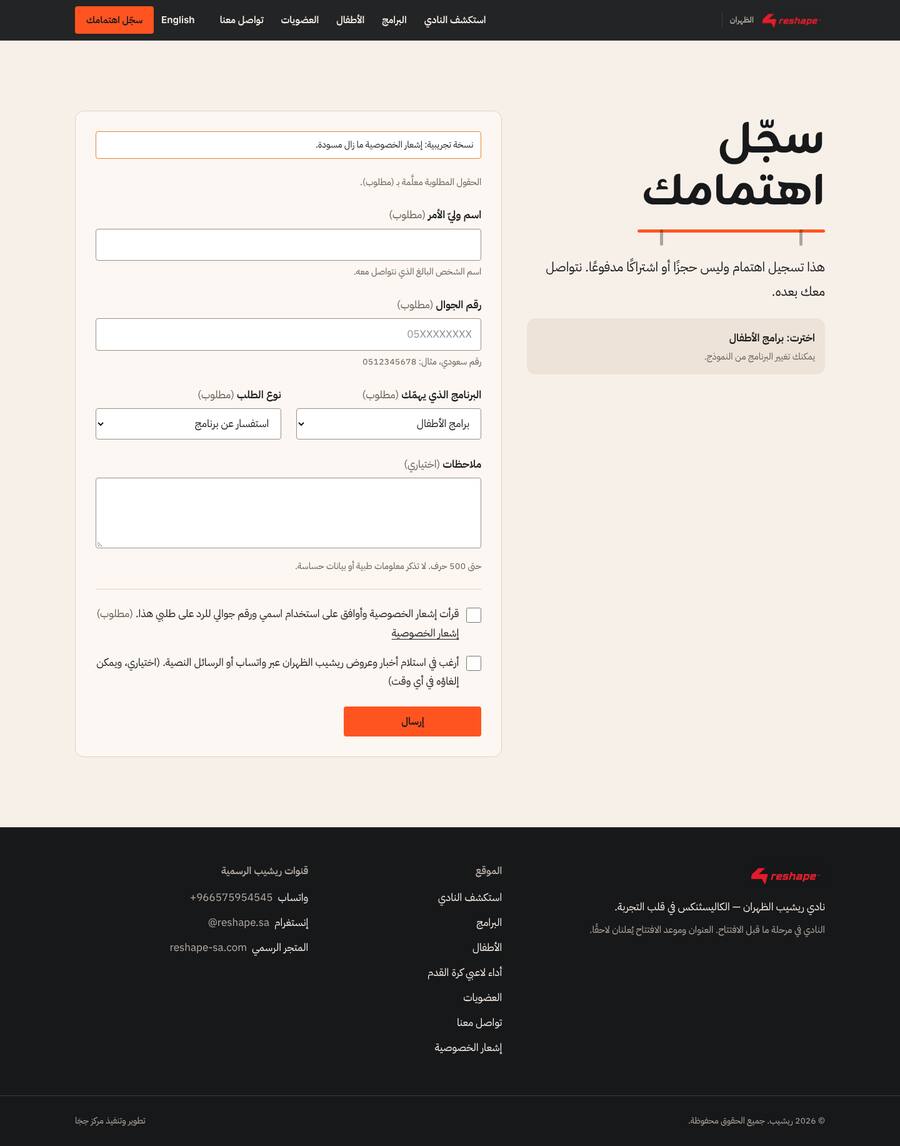 reshape
الظهران
استكشف النادي
البرامج
الأطفال
العضويات
تواصل معنا
English
سجّل اهتمامك
سجّل
اهتمامك
هذا تسجيل اهتمام وليس حجزًا أو اشتراكًا مدفوعًا. نتواصل
معك بعده.
اخترت: برامج الأطفال
يمكنك تغيير البرنامج من النموذج.
نسخة تجريبية: إشعار الخصوصية ما زال مسودة.
الحقول المطلوبة معلَّمة بـ (مطلوب).
اسم وليّ الأمر (مطلوب)
اسم الشخص البالغ الذي نتواصل معه.
رقم الجوال (مطلوب)
05XXXXXXXX
رقم سعودي، مثال: 0512345678
البرنامج الذي يهمّك (مطلوب)
برامج الأطفال
نوع الطلب (مطلوب)
استفسار عن برنامج
ملاحظات (اختياري)
حتى 500 حرف. لا تذكر معلومات طبية أو بيانات حساسة.
قرأت إشعار الخصوصية وأوافق على استخدام اسمي ورقم جوالي للرد على طلبي هذا. (مطلوب)
إشعار الخصوصية
أرغب في استلام أخبار وعروض ريشيب الظهران عبر واتساب أو الرسائل النصية. (اختياري، ويمكن
إلغاؤه في أي وقت)
إرسال
reshape
نادي ريشيب الظهران — الكاليسثنكس في قلب التجربة.
النادي في مرحلة ما قبل الافتتاح. العنوان وموعد الافتتاح يُعلنان لاحقًا.
الموقع
استكشف النادي
البرامج
الأطفال
أداء لاعبي كرة القدم
العضويات
تواصل معنا
إشعار الخصوصية
قنوات ريشيب الرسمية
واتساب +966575954545
إنستغرام @reshape.sa
المتجر الرسمي reshape-sa.com
© 2026 ريشيب. جميع الحقوق محفوظة.
تطوير وتنفيذ مركز جچا